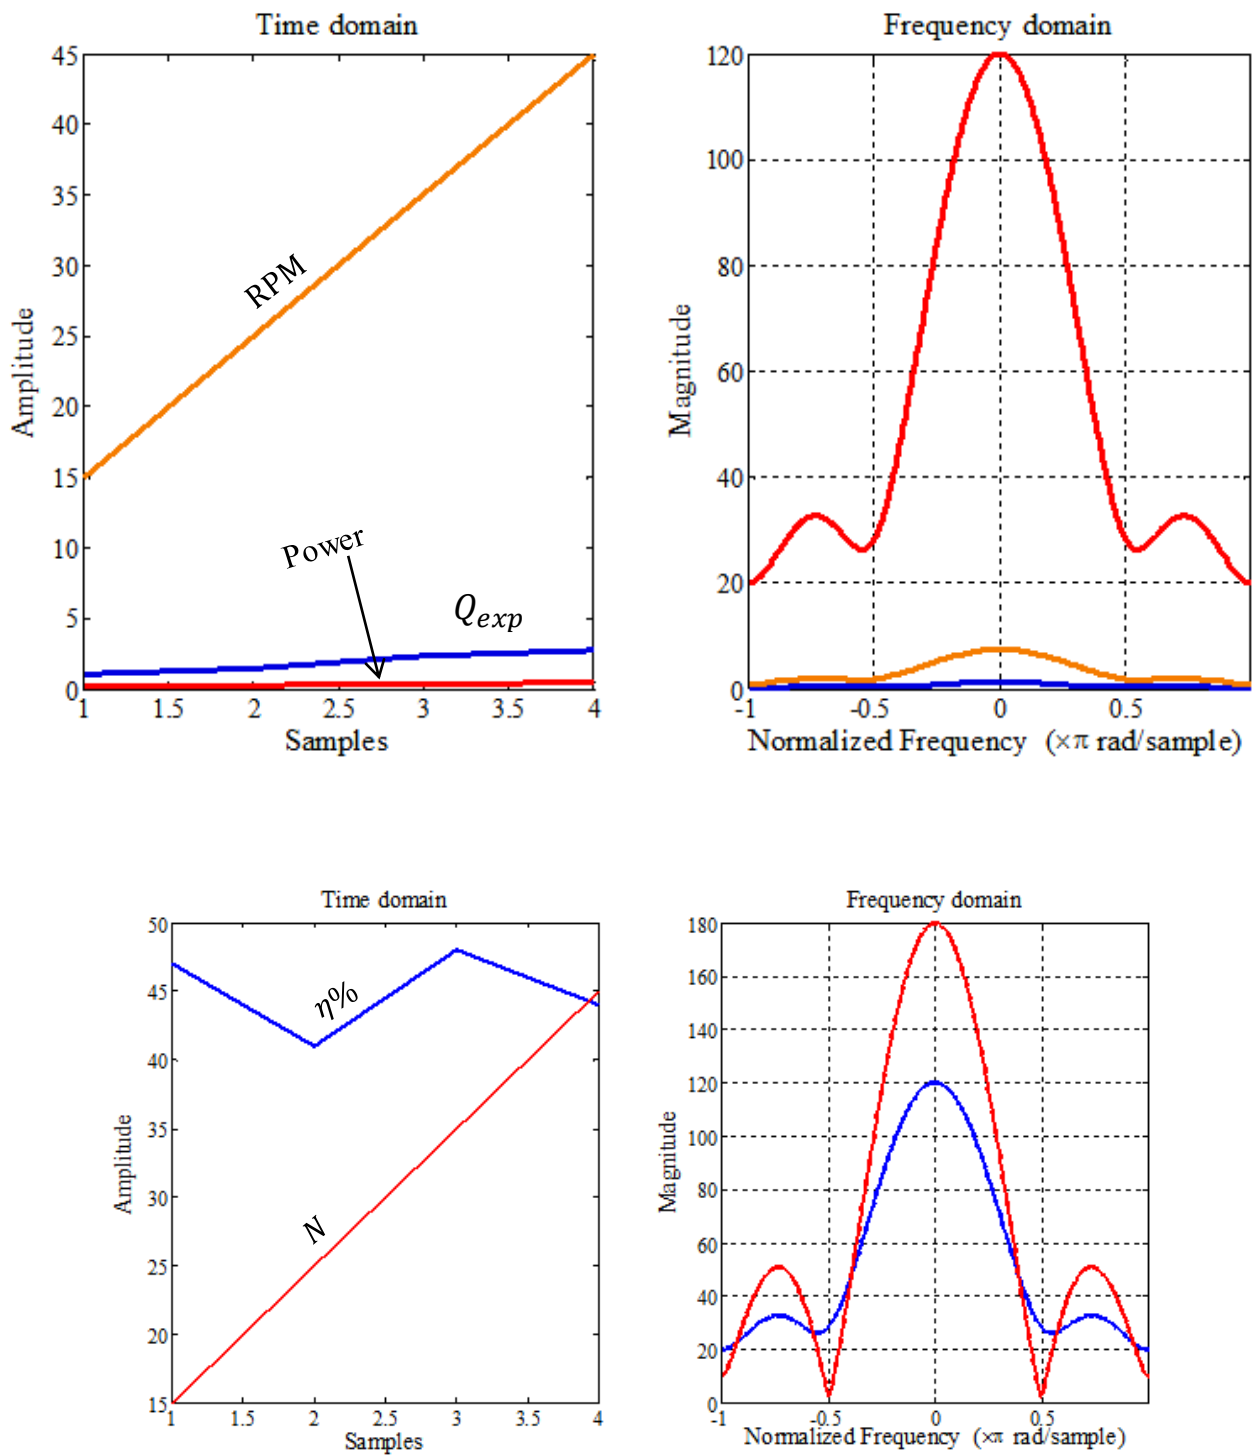 Time domain
45
40
35
30
25
20
15
10
5
0
Amplitude
RPM
Power
Q_exp
1 1.5 2 2.5 3 3.5 4
Samples
Frequency domain
120
100
80
60
40
20
0
Magnitude
-1 -0.5 0 0.5
Normalized Frequency (×π rad/sample)
Time domain
50
45
40
35
30
25
20
15
Amplitude
η%
N
1 1.5 2 2.5 3 3.5 4
Samples
Frequency domain
180
160
140
120
100
80
60
40
20
0
Magnitude
-1 -0.5 0 0.5
Normalized Frequency (×π rad/sample)